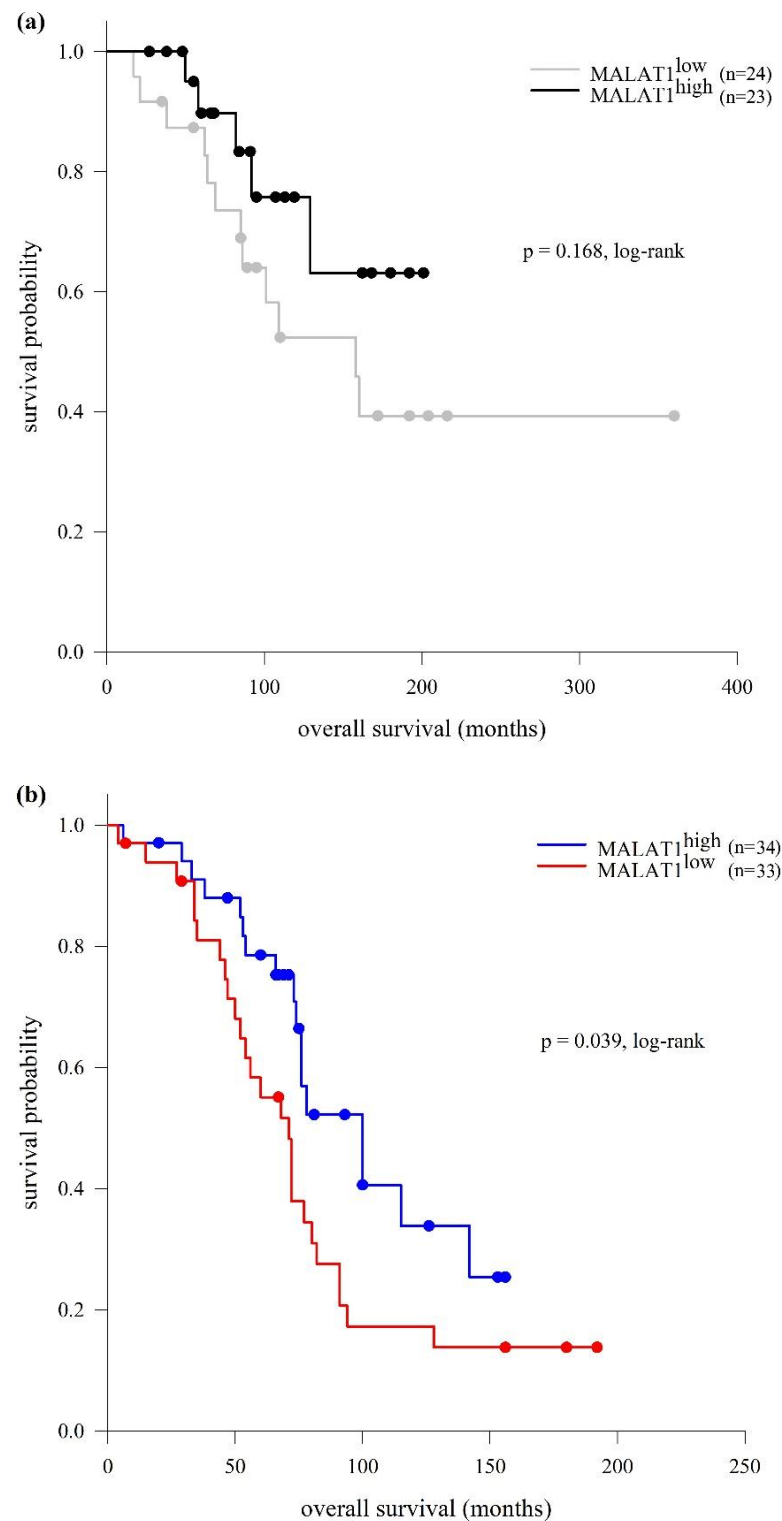 (a)
1.0
0.8
0.6
0.4
0.2
0.0
0 100 200 300 400
survival probability
overall survival (months)
MALAT1low (n=24)
MALAT1high (n=23)
p = 0.168, log-rank
(b)
1.0
0.8
0.6
0.4
0.2
0.0
0 50 100 150 200 250
survival probability
overall survival (months)
MALAT1high (n=34)
MALAT1low (n=33)
p = 0.039, log-rank